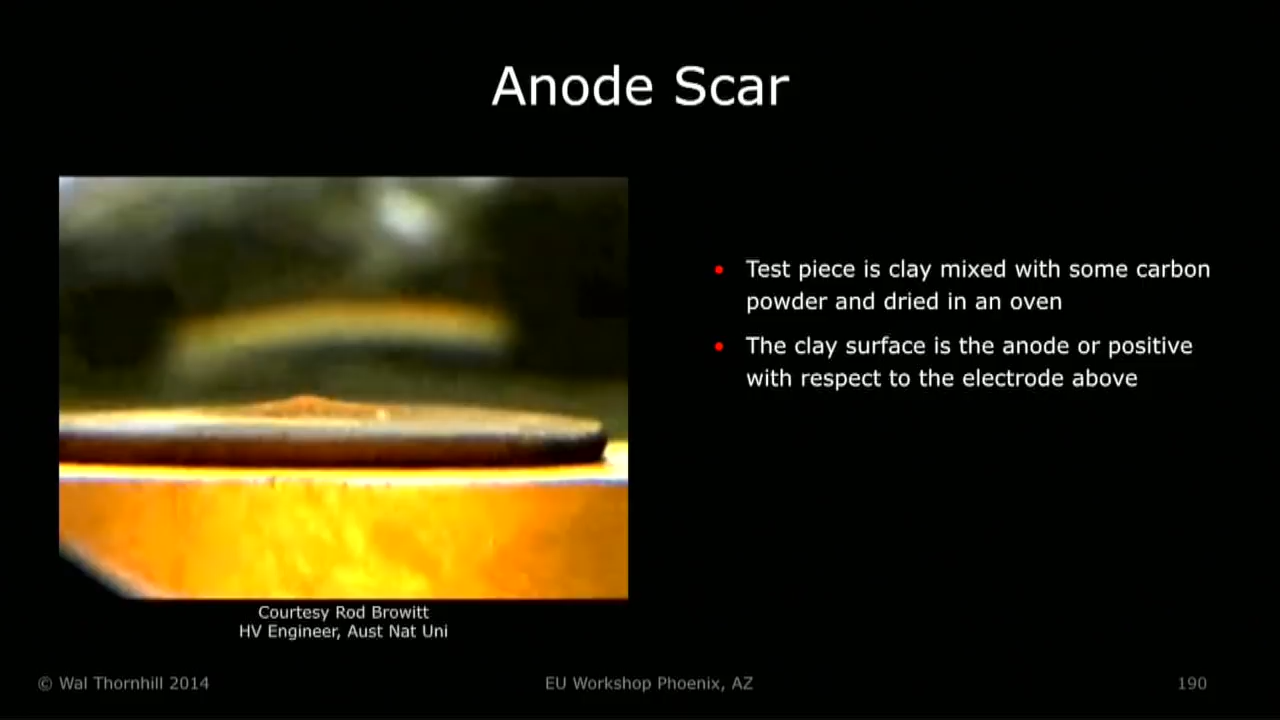 Anode Scar
• Test piece is clay mixed with some carbon
powder and dried in an oven
• The clay surface is the anode or positive
with respect to the electrode above
Courtesy Rod Browitt
HV Engineer, Aust Nat Uni
© Wal Thornhill 2014
EU Workshop Phoenix, AZ
190